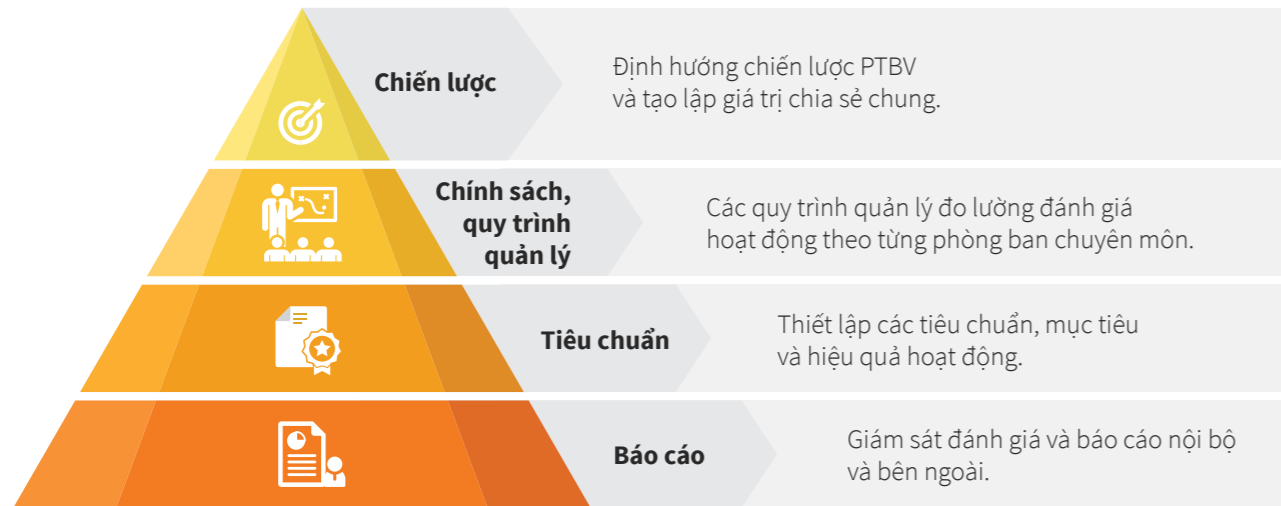 Chiến lược
Định hướng chiến lược PTBV
và tạo lập giá trị chia sẻ chung.
Chính sách,
quy trình
quản lý
Các quy trình quản lý đo lường đánh giá
hoạt động theo từng phòng ban chuyên môn.
Tiêu chuẩn
Thiết lập các tiêu chuẩn, mục tiêu
và hiệu quả hoạt động.
Báo cáo
Giám sát đánh giá và báo cáo nội bộ
và bên ngoài.